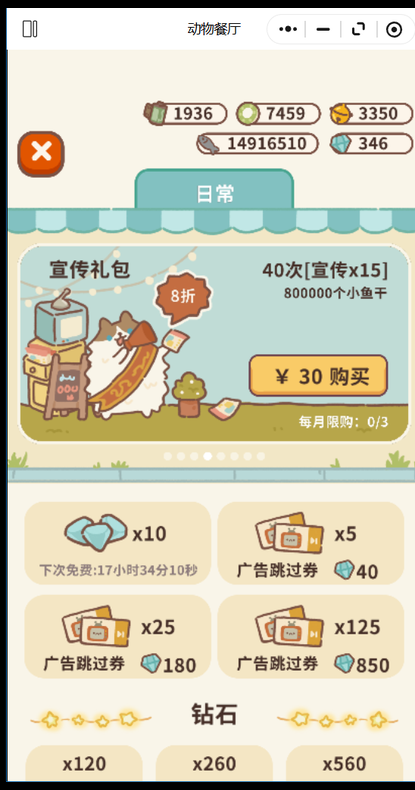 动物餐厅
1936 7459 3350
14916510 346
日常
宣传礼包
8折
40次[宣传x15]
800000个小鱼干
¥ 30 购买
每月限购：0/3
x10
下次免费:17小时34分10秒
x5
广告跳过券 40
x25
广告跳过券 180
x125
广告跳过券 850
钻石
x120 x260 x560